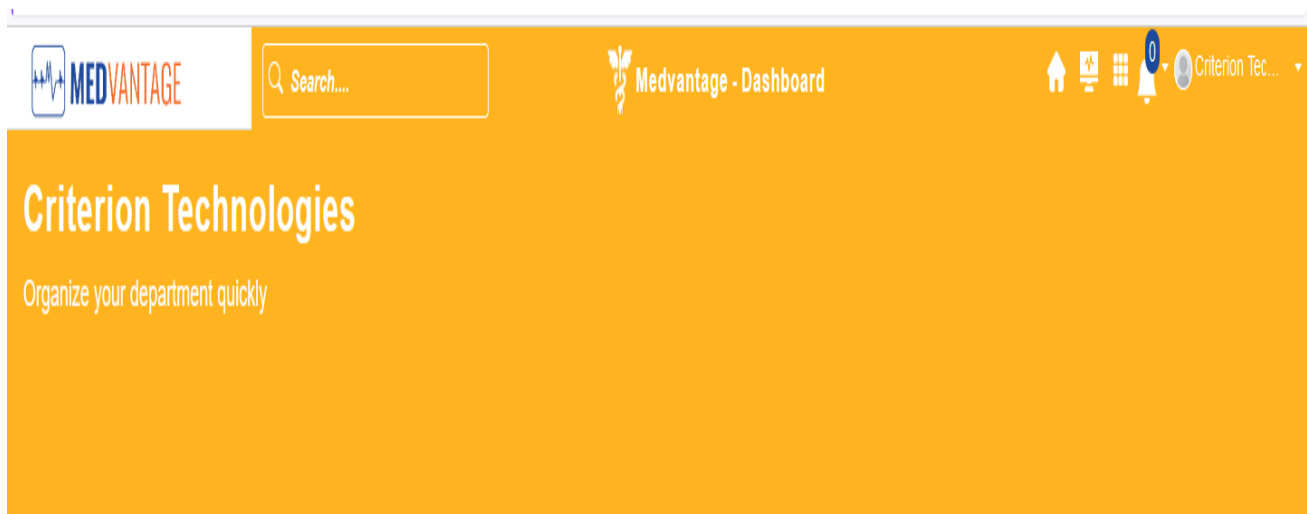 MEDVANTAGE
Search....
Medvantage - Dashboard
0
Criterion Tec...
Criterion Technologies
Organize your department quickly